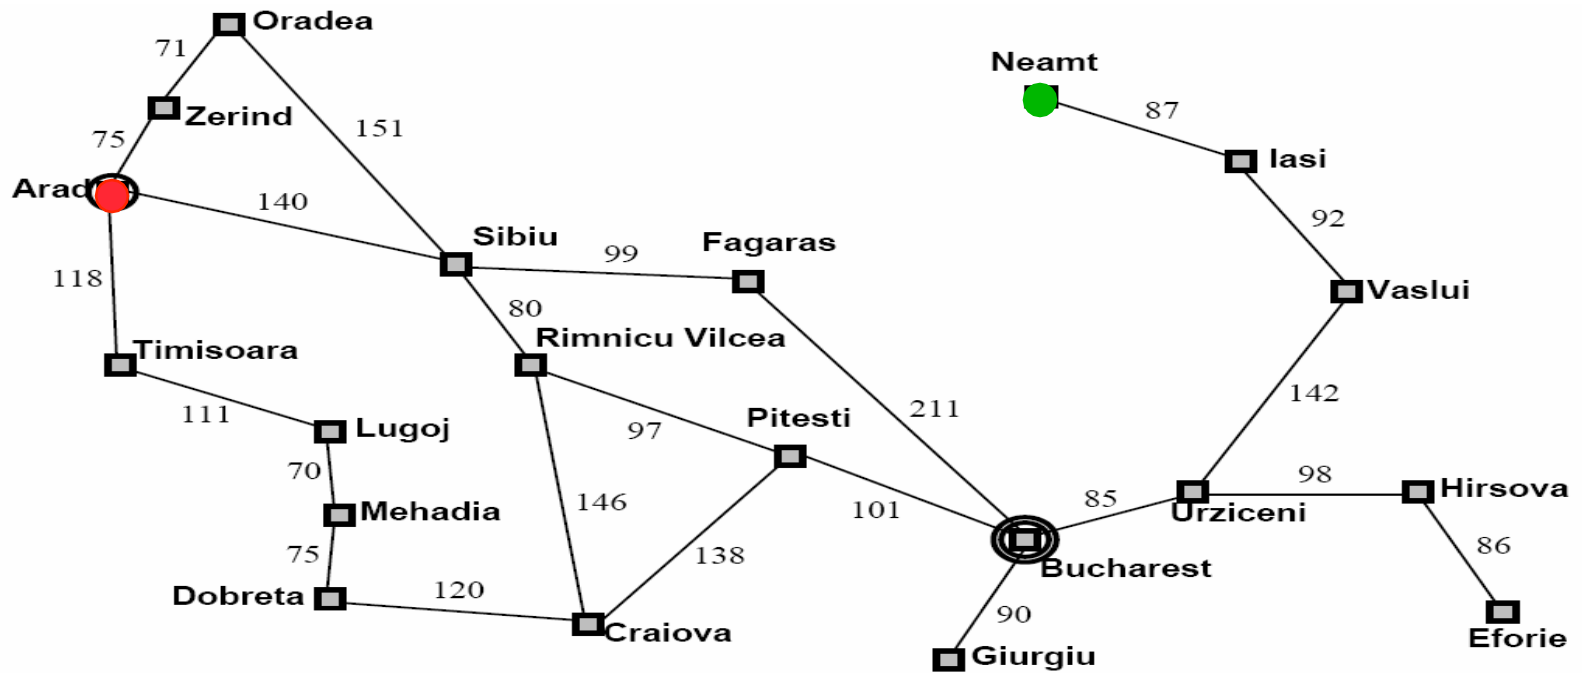 Oradea
71
Neamt
Zerind
87
151
75
Iasi
Arad
140
92
Sibiu
Fagaras
99
118
Vaslui
80
Rimnicu Vilcea
Timisoara
142
211
111
Pitesti
Lugoj
97
70
98
Hirsova
146
85
101
Mehadia
Urziceni
86
75
138
Bucharest
Dobreta
120
90
Craiova
Eforie
Giurgiu